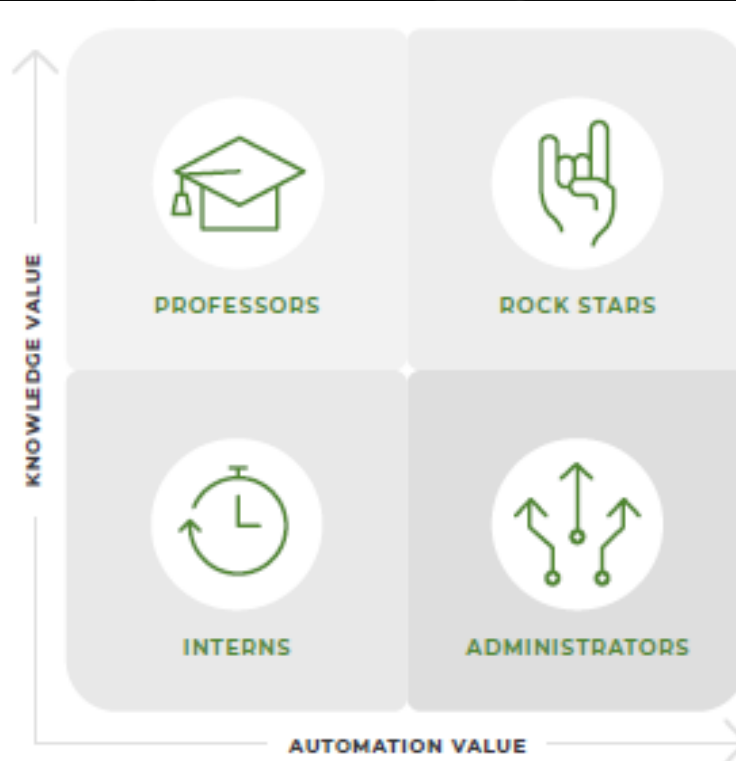 PROFESSORS
ROCK STARS
KNOWLEDGE VALUE
INTERNS
ADMINISTRATORS
AUTOMATION VALUE